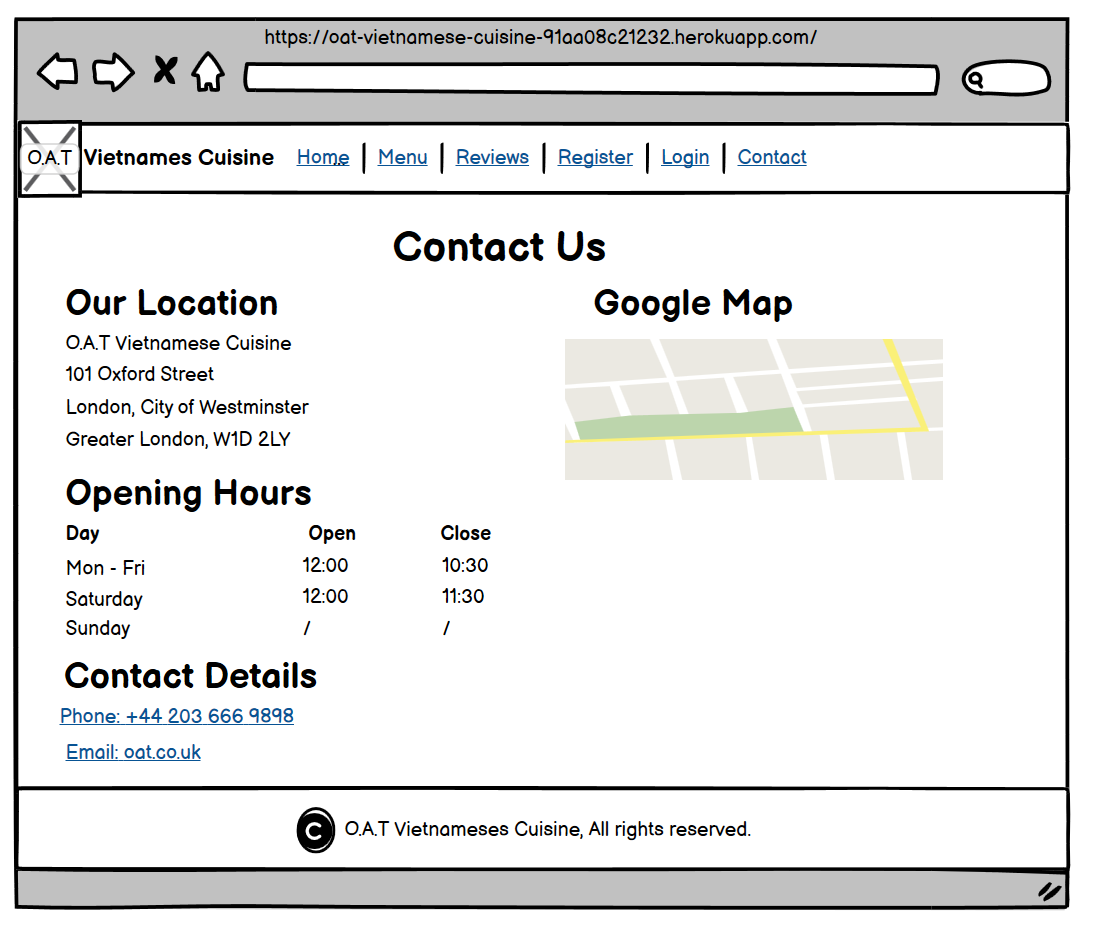 https://oat-vietnamese-cuisine-91aa08c21232.herokuapp.com/
O.A.T Vietnames Cuisine Home Menu Reviews Register Login Contact
Contact Us
Our Location
O.A.T Vietnamese Cuisine
101 Oxford Street
London, City of Westminster
Greater London, W1D 2LY
Google Map
Opening Hours
Day Open Close
Mon - Fri 12:00 10:30
Saturday 12:00 11:30
Sunday / /
Contact Details
Phone: +44 203 666 9898
Email: oat.co.uk
C O.A.T Vietnameses Cuisine, All rights reserved.